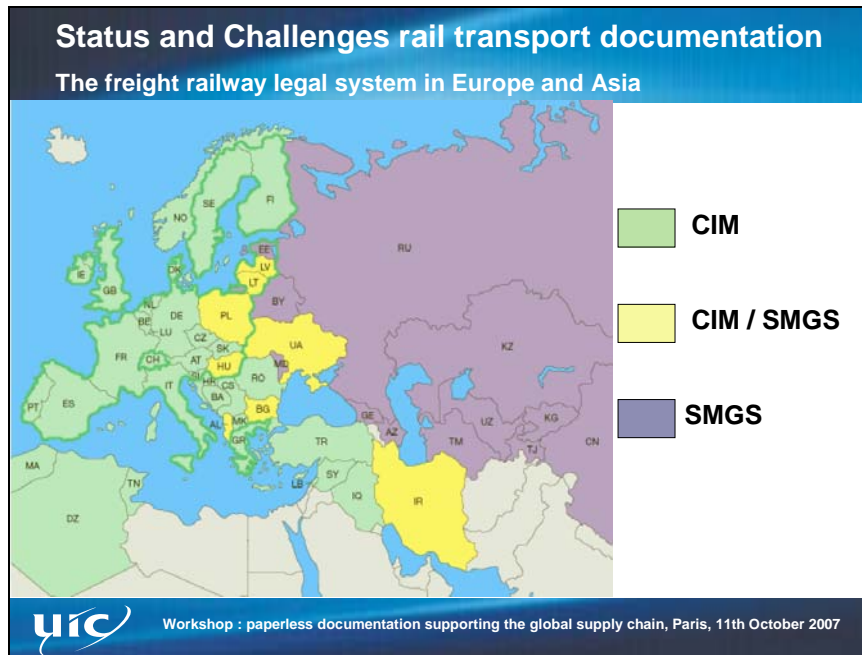 Status and Challenges rail transport documentation
The freight railway legal system in Europe and Asia
NO
SE
FI
RU
EE
LV
LT
DK
IE
GB
NL
BE
DE
PL
BY
LU
CZ
SK
UA
KZ
FR
CH
AT
HU
MD
SI
HR
CS
RO
IT
BA
BG
PT
ES
AL
MK
GR
TR
GE
AZ
TM
UZ
KG
TJ
CN
MA
TN
LB
SY
IQ
IR
DZ
CIM
CIM / SMGS
SMGS
uic
Workshop : paperless documentation supporting the global supply chain, Paris, 11th October 2007